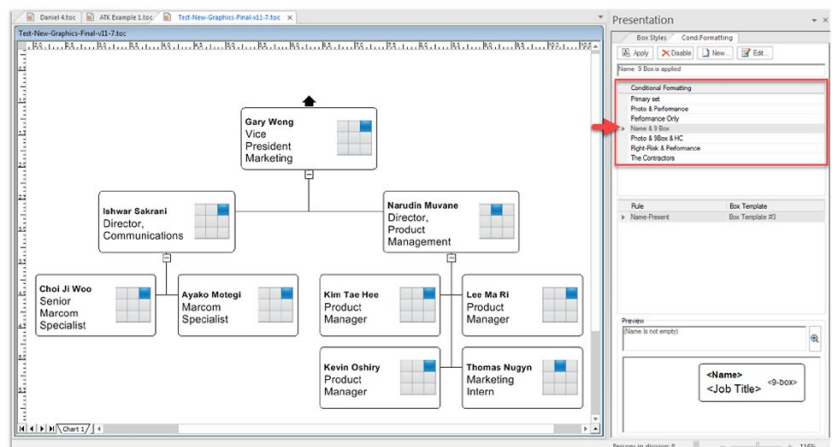 Daniel 4.toc
ATK Example 1.toc
Test-New-Graphics-Final-v11-7.toc
Presentation
Test-New-Graphics-Final-v11-7.toc
Box Styles
Cond.Formatting
Apply
Disable
New...
Edit...
Name 9 Box is applied
Conditional Formatting
Primary set
Photo & Performance
Performance Only
Name & 9 Box
Photo & 9Box & HC
Right-Risk & Performance
The Contractors
Rule
Box Template
Name-Present
Box Template #3
Preview
(Name Is not empty)
<Name>
<Job Title>
<9-box>
Gary Wong
Vice
President
Marketing
Ishwar Sakrani
Director,
Communications
Narudin Muvane
Director,
Product
Management
Choi Ji Woo
Senior
Marcom
Specialist
Ayako Motegi
Marcom
Specialist
Kim Tae Hee
Product
Manager
Lee Ma Ri
Product
Manager
Kevin Oshiry
Product
Manager
Thomas Nugyn
Marketing
Intern
Chart 1
116%